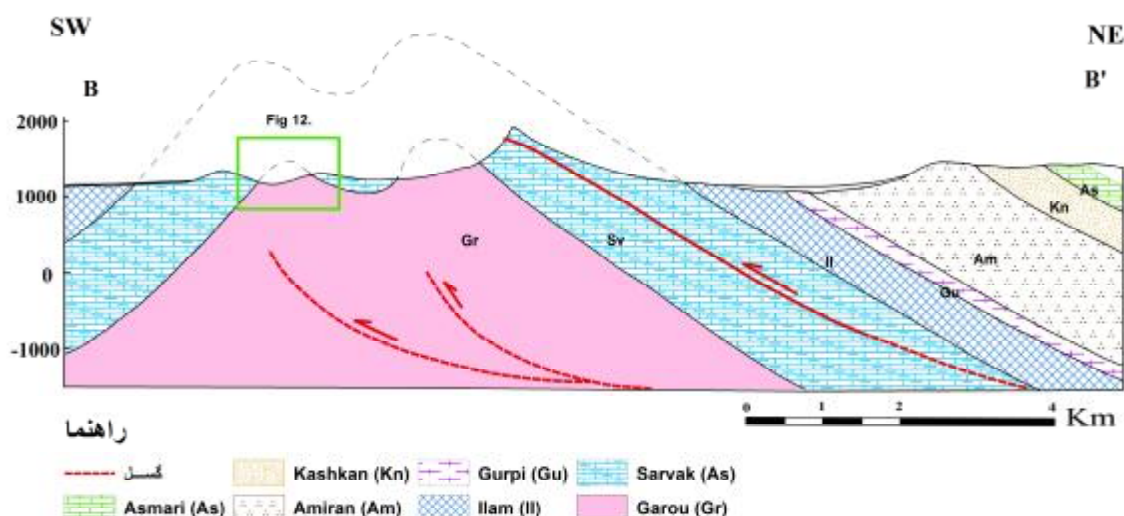 SW
NE
B
B'
Fig 12.
2000
1000
0
-1000
Gr
Sv
Il
Gu
Am
Kn
As
0 1 2 4 Km
راهنما
گسل
Kashkan (Kn)
Gurpi (Gu)
Sarvak (As)
Asmari (As)
Amiran (Am)
Ilam (Il)
Garou (Gr)